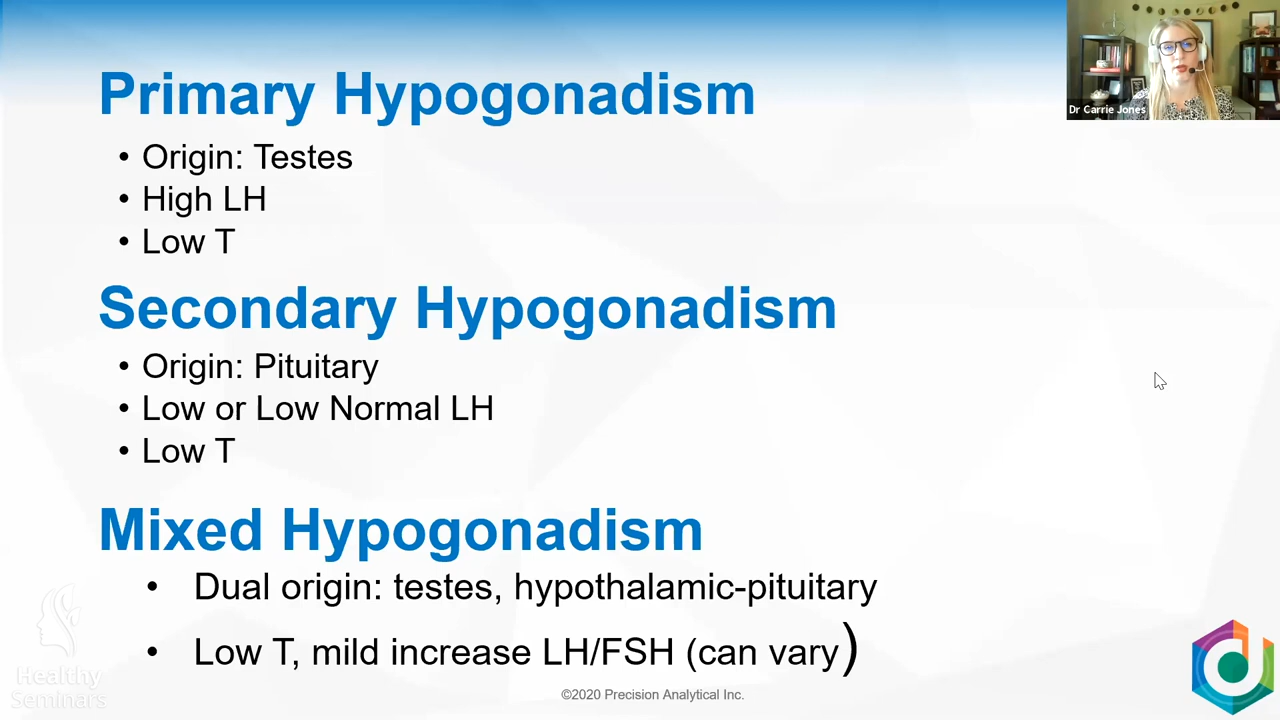 Primary Hypogonadism
• Origin: Testes
• High LH
• Low T
Secondary Hypogonadism
• Origin: Pituitary
• Low or Low Normal LH
• Low T
Mixed Hypogonadism
• Dual origin: testes, hypothalamic-pituitary
• Low T, mild increase LH/FSH (can vary)
©2020 Precision Analytical Inc.
Dr Carrie Jones
Healthy
Seminars